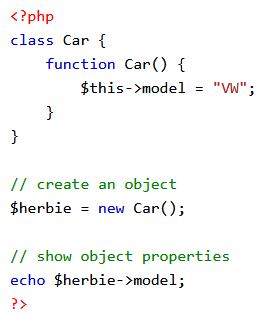 <?php
class Car {
    function Car() {
        $this->model = "VW";
    }
}

// create an object
$herbie = new Car();

// show object properties
echo $herbie->model;
?>